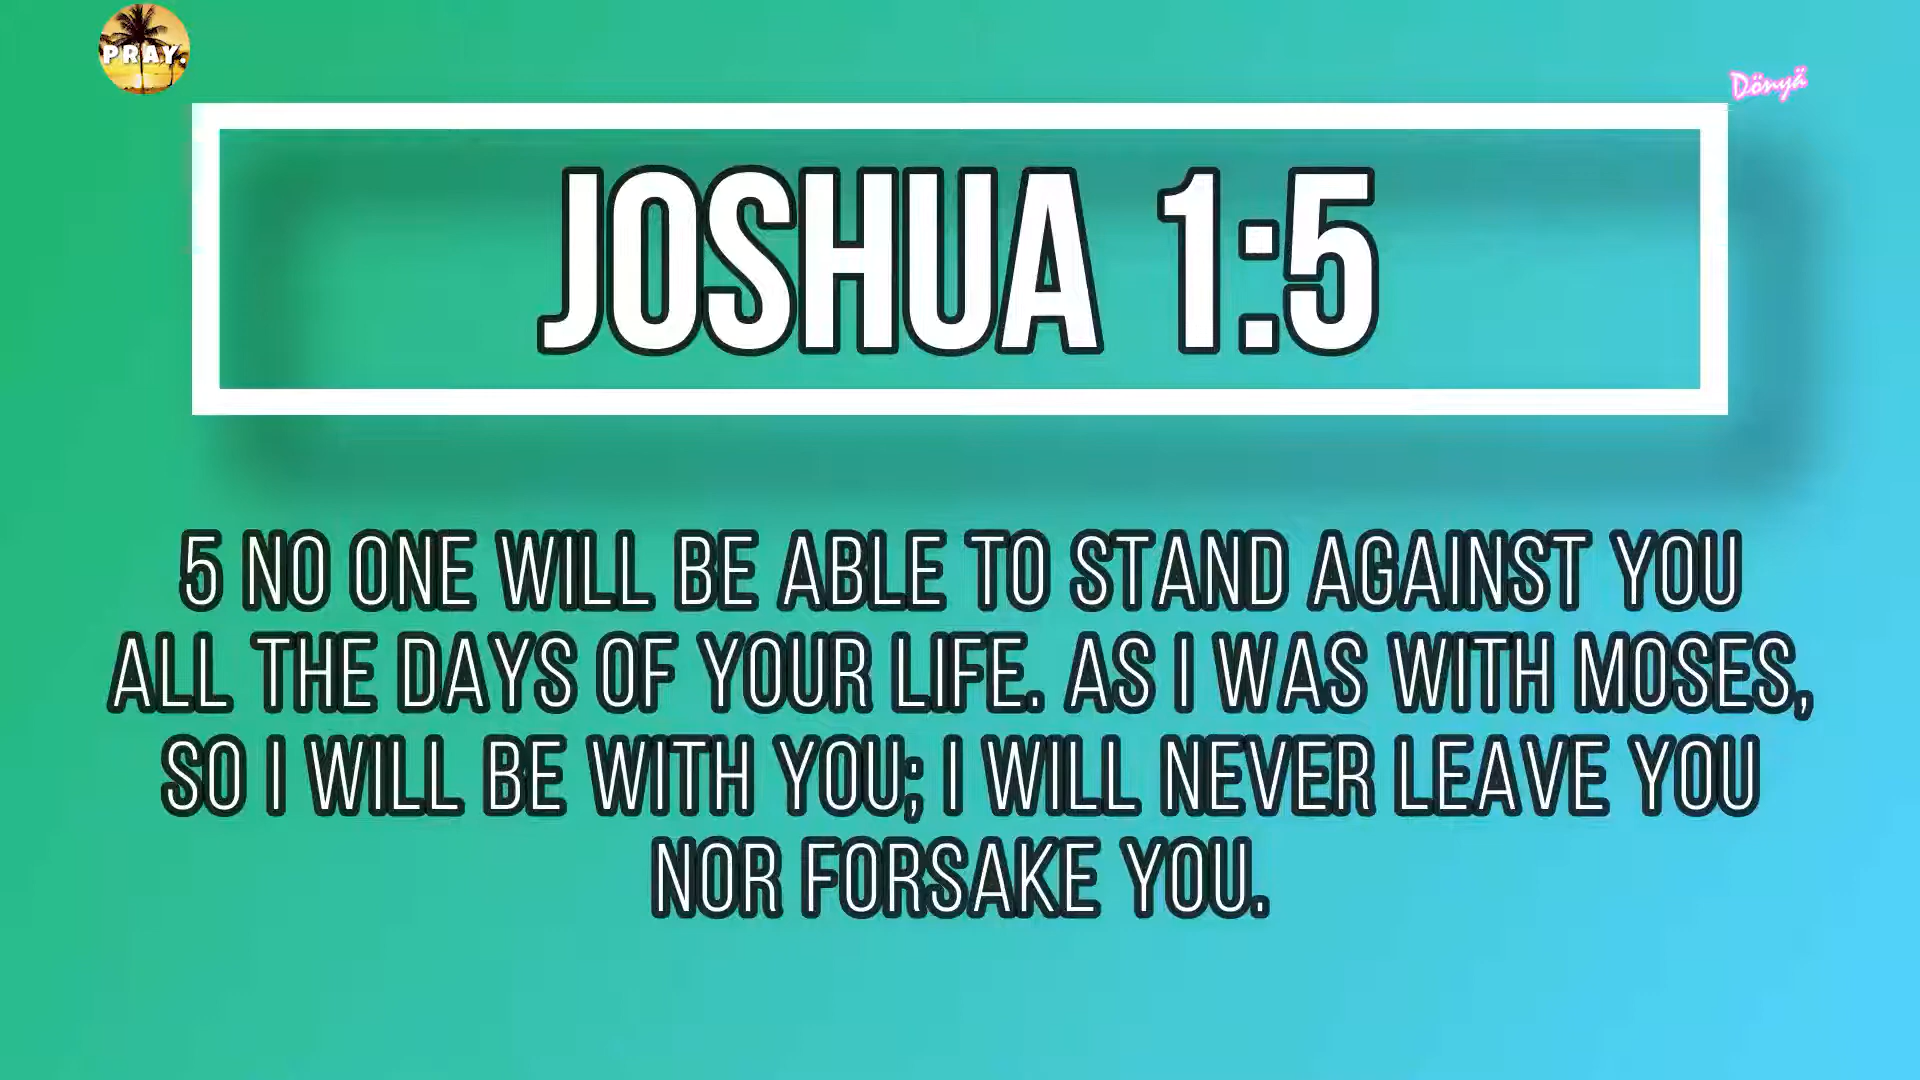 PRAY.
Dönyä
JOSHUA 1:5
5 NO ONE WILL BE ABLE TO STAND AGAINST YOU
ALL THE DAYS OF YOUR LIFE. AS I WAS WITH MOSES,
SO I WILL BE WITH YOU; I WILL NEVER LEAVE YOU
NOR FORSAKE YOU.